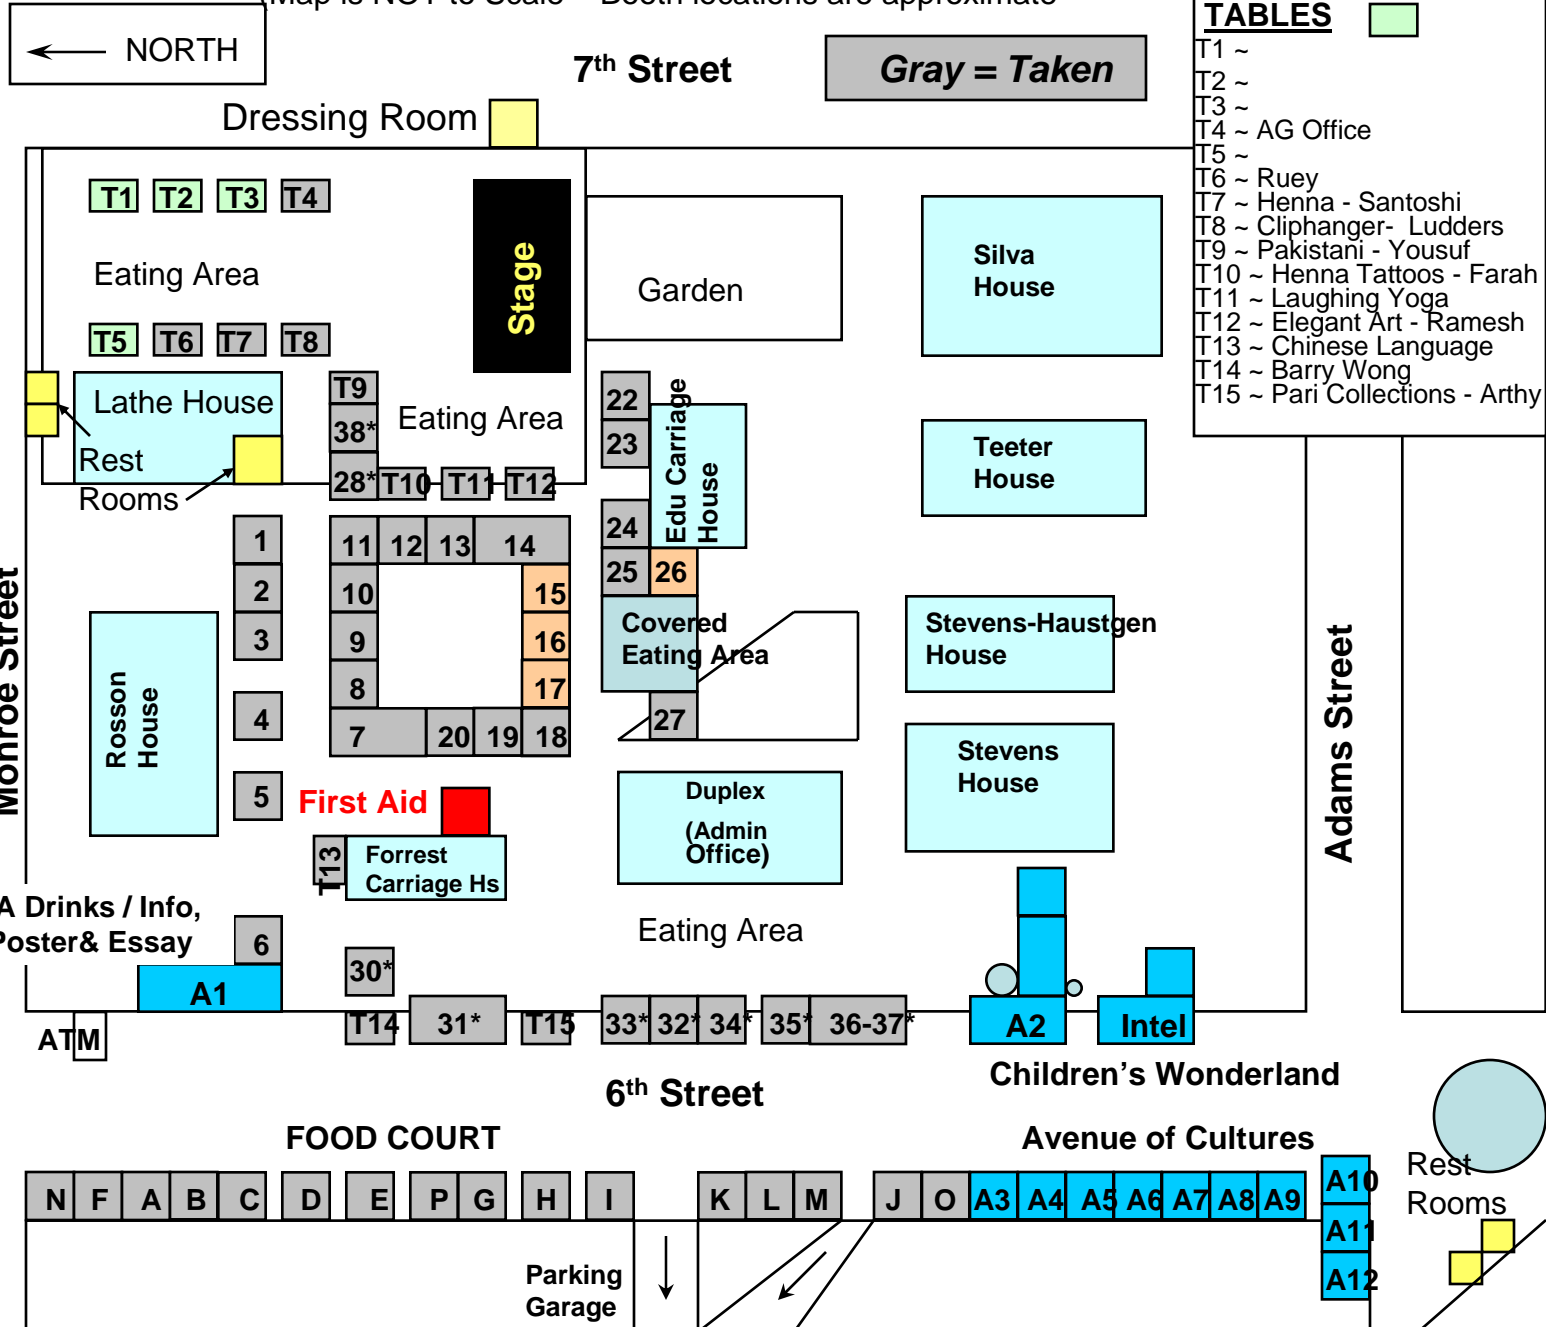 (Map is NOT to Scale - Booth locations are approximate
NORTH
7th Street
Gray = Taken
TABLES
T1 ~
T2 ~
T3 ~
T4 ~ AG Office
T5 ~
T6 ~ Ruey
T7 ~ Henna - Santoshi
T8 ~ Cliphanger- Ludders
T9 ~ Pakistani - Yousuf
T10 ~ Henna Tattoos - Farah
T11 ~ Laughing Yoga
T12 ~ Elegant Art - Ramesh
T13 ~ Chinese Language
T14 ~ Barry Wong
T15 ~ Pari Collections - Arthy
Dressing Room
T1 T2 T3 T4
Eating Area
Stage
Garden
Silva
House
T5 T6 T7 T8
Lathe House
T9
38*
28*
Eating Area
T10 T11 T12
Rest
Rooms
22
23
24
25
26
Edu Carriage
House
Teeter
House
1
2
3
4
5
6
11 12 13 14
10
9
8
7 20 19 18
15
16
17
Covered
Eating Area
27
Stevens-Haustgen
House
Stevens
House
Rosson
House
Monroe Street
Adams Street
First Aid
T13
Forrest
Carriage Hs
Duplex
(Admin
Office)
Eating Area
A Drinks / Info,
Poster& Essay
A1
ATM
30*
T14
31*
T15
33* 32* 34* 35* 36-37*
A2
Intel
Children's Wonderland
6th Street
FOOD COURT
Avenue of Cultures
N F A B C D E P G H I K L M J O A3 A4 A5 A6 A7 A8 A9
A10
A11
A12
Rest
Rooms
Parking
Garage